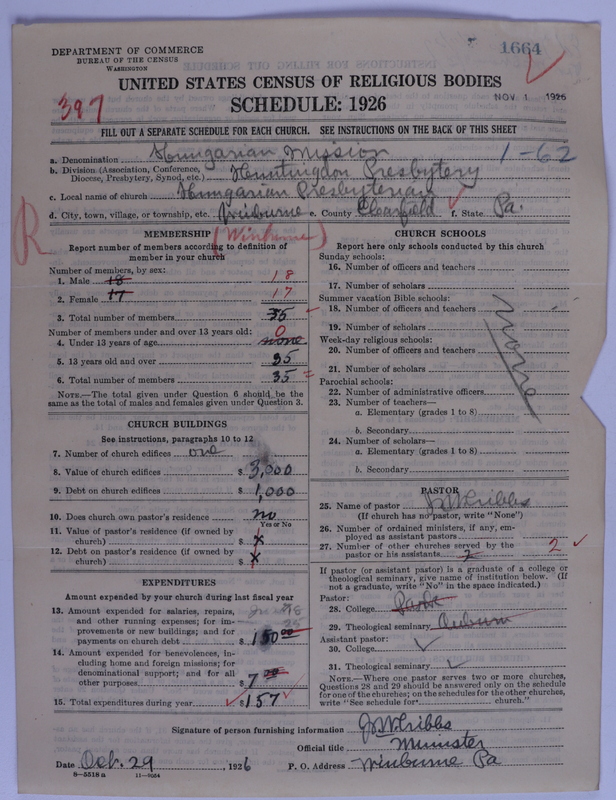 DEPARTMENT OF COMMERCE
BUREAU OF THE CENSUS
WASHINGTON
1664
UNITED STATES CENSUS OF RELIGIOUS BODIES
SCHEDULE: 1926
NOV 1 1926
397
FILL OUT A SEPARATE SCHEDULE FOR EACH CHURCH. SEE INSTRUCTIONS ON THE BACK OF THIS SHEET
a. Denomination Hungarian Mission 1-62
b. Division (Association, Conference, Diocese, Presbytery, Synod, etc.) Hunntingdon Presbytery
c. Local name of church Hungarian Presbyterian
d. City, town, village, or township, etc. Winburne e. County Clearfield f. State Pa.
R (Winburne)
MEMBERSHIP
Report number of members according to definition of member in your church
Number of members, by sex:
1. Male 18 18
2. Female 17 17
3. Total number of members 35
Number of members under and over 13 years old: 0
4. Under 13 years of age none
5. 13 years old and over 35
6. Total number of members 35
NOTE.—The total given under Question 6 should be the same as the total of males and females given under Question 3.
CHURCH BUILDINGS
See instructions, paragraphs 10 to 12
7. Number of church edifices one
8. Value of church edifices $ 3,000
9. Debt on church edifices $ 1,000
10. Does church own pastor's residence no
Yes or No
11. Value of pastor's residence (if owned by church) $ x
12. Debt on pastor's residence (if owned by church) $ x
EXPENDITURES
Amount expended by your church during last fiscal year
13. Amount expended for salaries, repairs, and other running expenses; for improvements or new buildings; and for payments on church debt $ 150 00
14. Amount expended for benevolences, including home and foreign missions; for denominational support; and for all other purposes $ 7 00
15. Total expenditures during year $ 157
CHURCH SCHOOLS
Report here only schools conducted by this church
Sunday schools:
16. Number of officers and teachers
17. Number of scholars
Summer vacation Bible schools:
18. Number of officers and teachers
19. Number of scholars
Week-day religious schools:
20. Number of officers and teachers
21. Number of scholars
Parochial schools:
22. Number of administrative officers
23. Number of teachers—
a. Elementary (grades 1 to 8)
b. Secondary
24. Number of scholars—
a. Elementary (grades 1 to 8)
b. Secondary
none
PASTOR
25. Name of pastor J W Cribbs
(If church has no pastor, write "None")
26. Number of ordained ministers, if any, employed as assistant pastors
27. Number of other churches served by the pastor or his assistants 2 2
If pastor (or assistant pastor) is a graduate of a college or theological seminary, give name of institution below. (If not a graduate, write "No" in the space indicated.)
Pastor:
28. College Park
29. Theological seminary Auburn
Assistant pastor:
30. College
31. Theological seminary
NOTE.—Where one pastor serves two or more churches, Questions 28 and 29 should be answered only on the schedule for one of the churches; on the schedules for the other churches, write "See schedule for church."
Signature of person furnishing information J W Cribbs
Official title Minister
Date Oct. 29, 1926 P. O. Address Winburne Pa
8-5518 a 11-9054